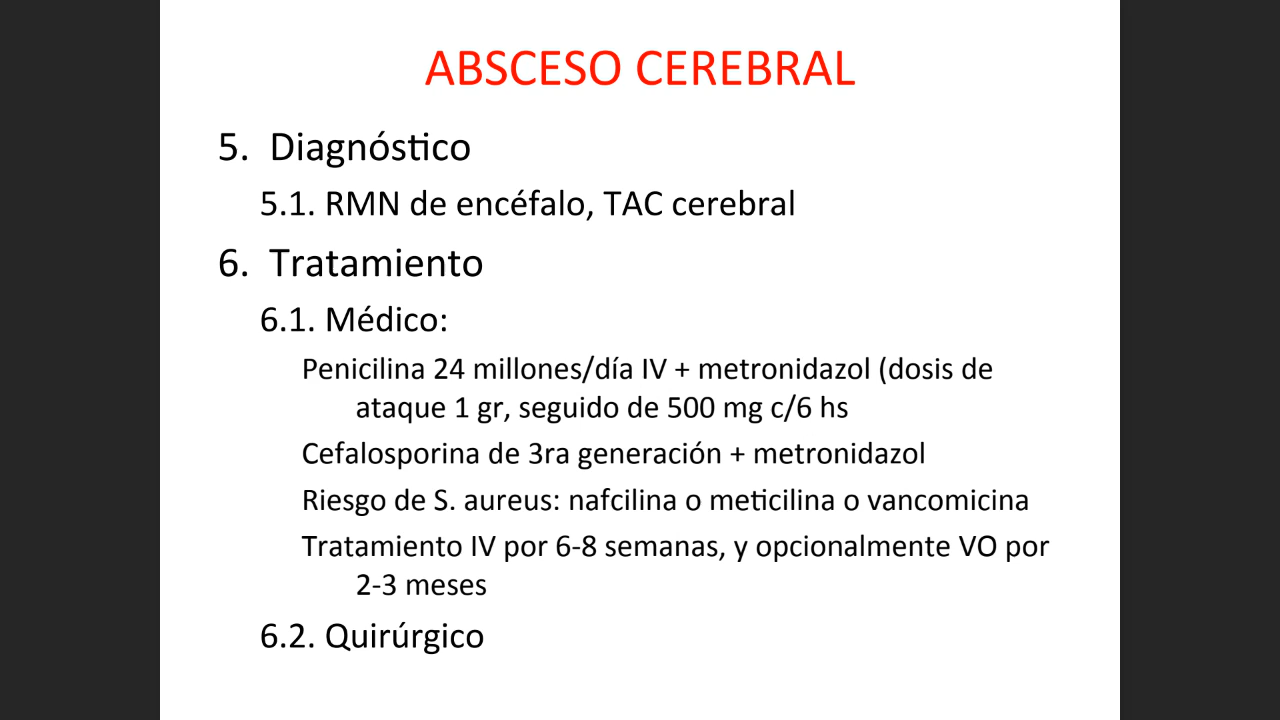 ABSCESO CEREBRAL
5. Diagnóstico
5.1. RMN de encéfalo, TAC cerebral
6. Tratamiento
6.1. Médico:
Penicilina 24 millones/día IV + metronidazol (dosis de
ataque 1 gr, seguido de 500 mg c/6 hs
Cefalosporina de 3ra generación + metronidazol
Riesgo de S. aureus: nafcilina o meticilina o vancomicina
Tratamiento IV por 6-8 semanas, y opcionalmente VO por
2-3 meses
6.2. Quirúrgico